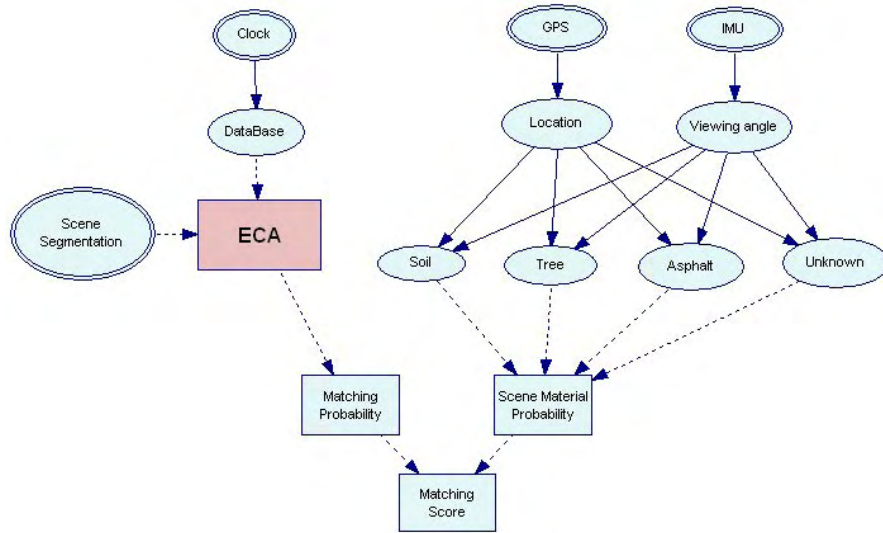 Clock
GPS
IMU
DataBase
Location
Viewing angle
Scene
Segmentation
ECA
Soil
Tree
Asphalt
Unknown
Matching
Probability
Scene Material
Probability
Matching
Score